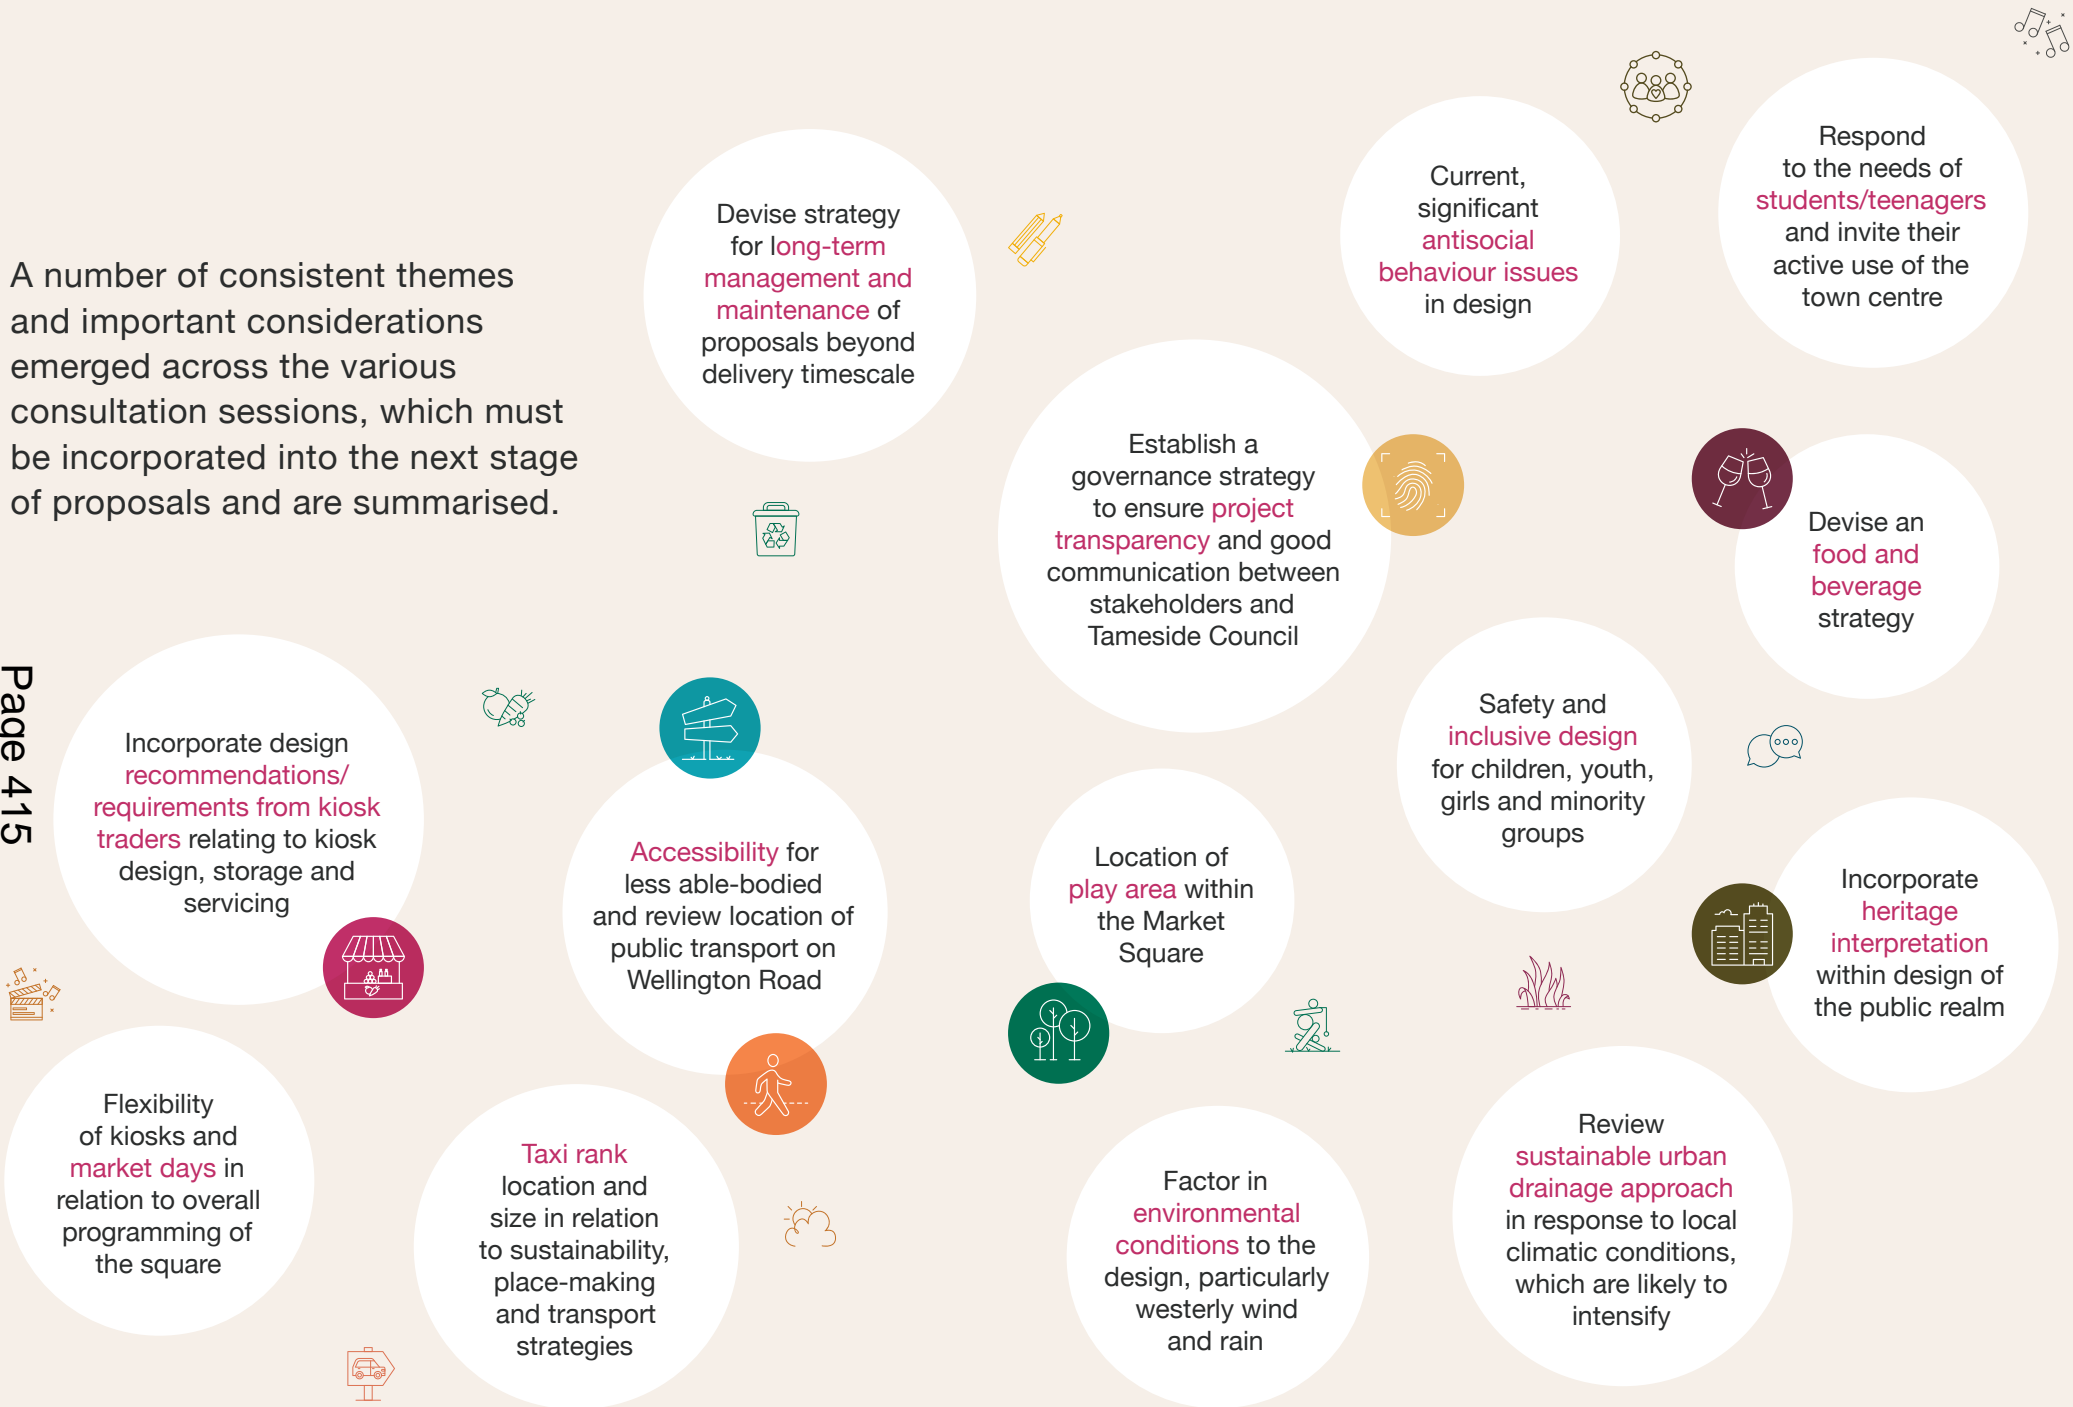 A number of consistent themes
and important considerations
emerged across the various
consultation sessions, which must
be incorporated into the next stage
of proposals and are summarised.
Devise strategy
for long-term
management and
maintenance of
proposals beyond
delivery timescale
Current,
significant
antisocial
behaviour issues
in design
Respond
to the needs of
students/teenagers
and invite their
active use of the
town centre
Establish a
governance strategy
to ensure project
transparency and good
communication between
stakeholders and
Tameside Council
Devise an
food and
beverage
strategy
Page 415
Incorporate design
recommendations/
requirements from kiosk
traders relating to kiosk
design, storage and
servicing
Accessibility for
less able-bodied
and review location of
public transport on
Wellington Road
Location of
play area within
the Market
Square
Safety and
inclusive design
for children, youth,
girls and minority
groups
Incorporate
heritage
interpretation
within design of
the public realm
Flexibility
of kiosks and
market days in
relation to overall
programming of
the square
Taxi rank
location and
size in relation
to sustainability,
place-making
and transport
strategies
Factor in
environmental
conditions to the
design, particularly
westerly wind
and rain
Review
sustainable urban
drainage approach
in response to local
climatic conditions,
which are likely to
intensify